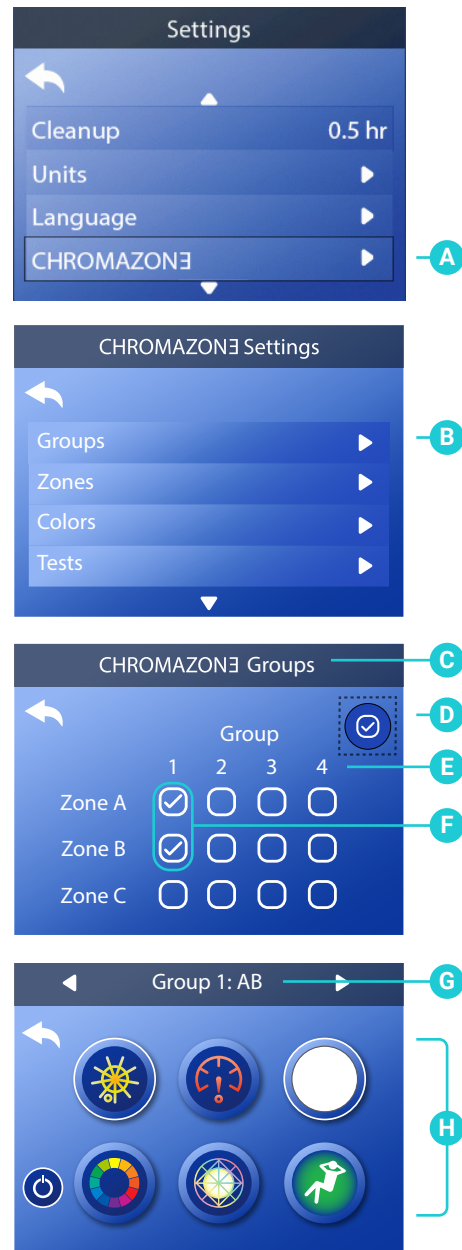 Settings
Cleanup 0.5 hr
Units
Language
CHROMAZONƎ
A
CHROMAZONƎ Settings
B
Groups
Zones
Colors
Tests
CHROMAZONƎ Groups
C
D
Group
1 2 3 4
E
Zone A
F
Zone B
Zone C
Group 1: AB
G
H